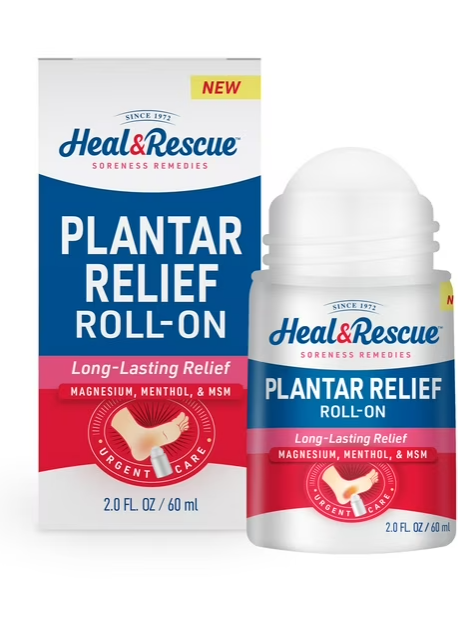 NEW
SINCE 1972
Heal&Rescue™
SORENESS REMEDIES
PLANTAR
RELIEF
ROLL-ON
Long-Lasting Relief
MAGNESIUM, MENTHOL, & MSM
• URGENT CARE •
2.0 FL. OZ / 60 ml
N
SINCE 1972
Heal&Rescue™
SORENESS REMEDIES
PLANTAR RELIEF
ROLL-ON
Long-Lasting Relief
MAGNESIUM, MENTHOL, & MSM
• URGENT CARE •
2.0 FL. OZ / 60 ml